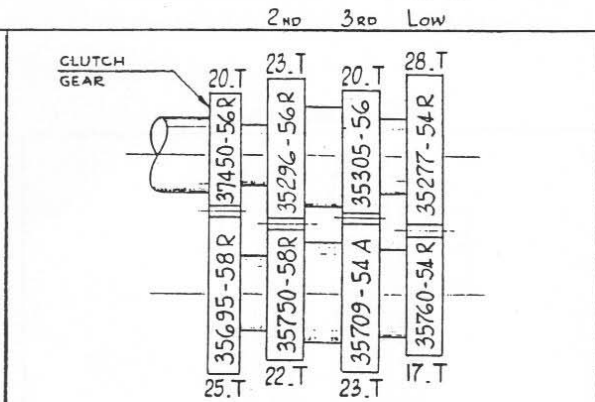 2ND 3RD LOW
CLUTCH
GEAR
20.T 23.T 20.T 28.T
37450-56R 35296-56R 35305-56 35277-54R
35695-58R 35750-58R 35709-54A 35760-54R
25.T 22.T 23.T 17.T